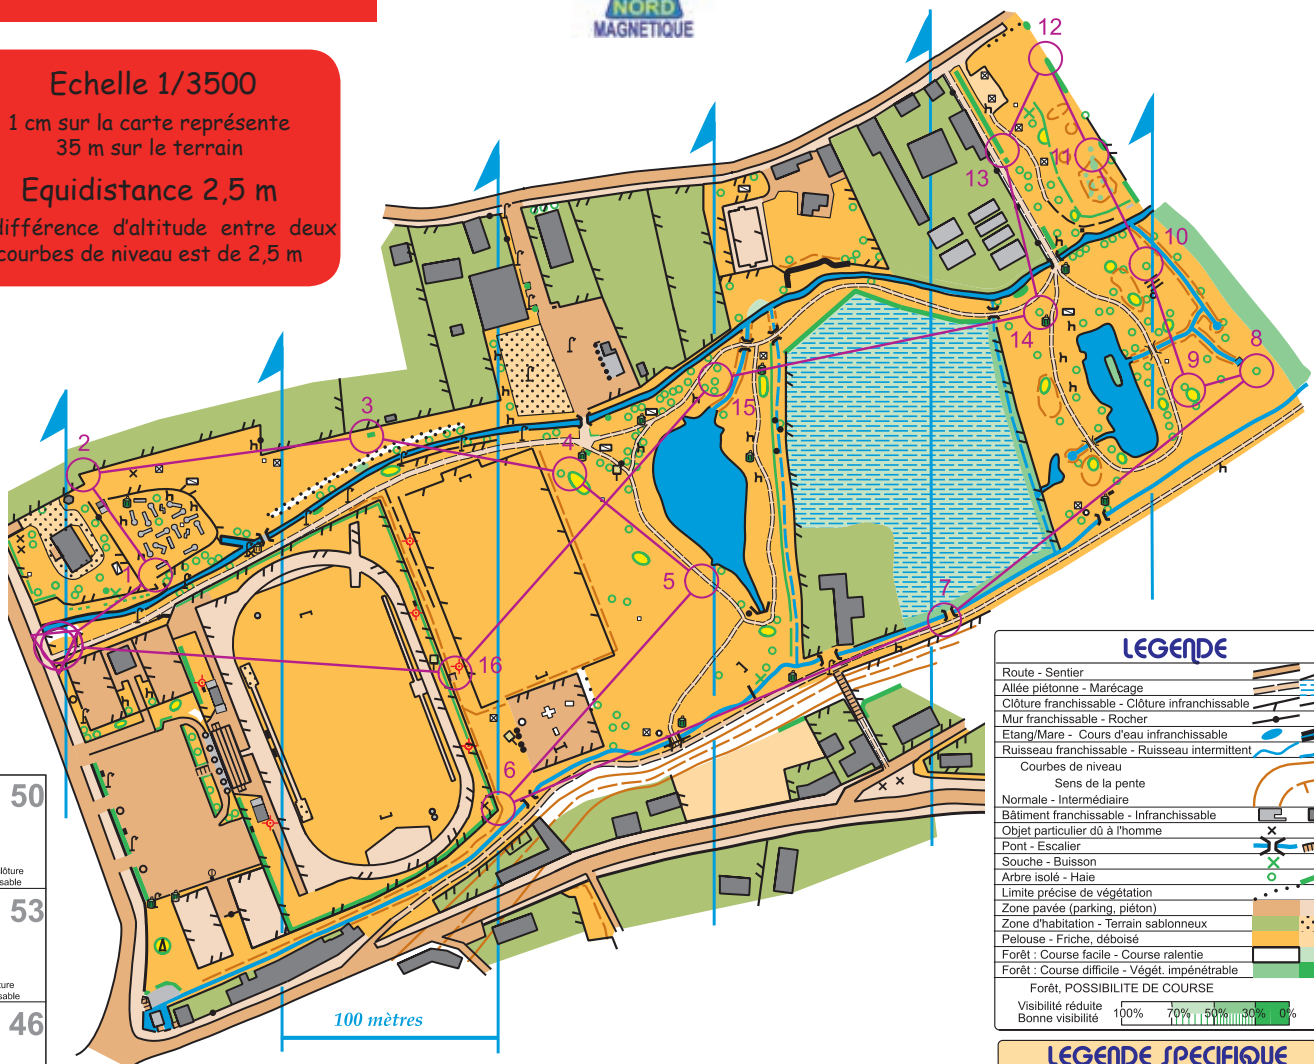 NORD
MAGNETIQUE
Echelle 1/3500
1 cm sur la carte représente
35 m sur le terrain
Equidistance 2,5 m
différence d'altitude entre deux
courbes de niveau est de 2,5 m
12
11
13
10
14
8
9
3
2
4
15
1
5
7
16
6
50
53
46
100 mètres
LEGENDE
Route - Sentier
Allée piétonne - Marécage
Clôture franchissable - Clôture infranchissable
Mur franchissable - Rocher
Etang/Mare - Cours d'eau infranchissable
Ruisseau franchissable - Ruisseau intermittent
Courbes de niveau
Sens de la pente
Normale - Intermédiaire
Bâtiment franchissable - Infranchissable
Objet particulier dû à l'homme
Pont - Escalier
Souche - Buisson
Arbre isolé - Haie
Limite précise de végétation
Zone pavée (parking, piéton)
Zone d'habitation - Terrain sablonneux
Pelouse - Friche, déboisé
Forêt : Course facile - Course ralentie
Forêt : Course difficile - Végét. impénétrable
Forêt, POSSIBILITE DE COURSE
Visibilité réduite
Bonne visibilité
100% 70% 50% 30% 0%
LEGENDE SPECIFIQUE